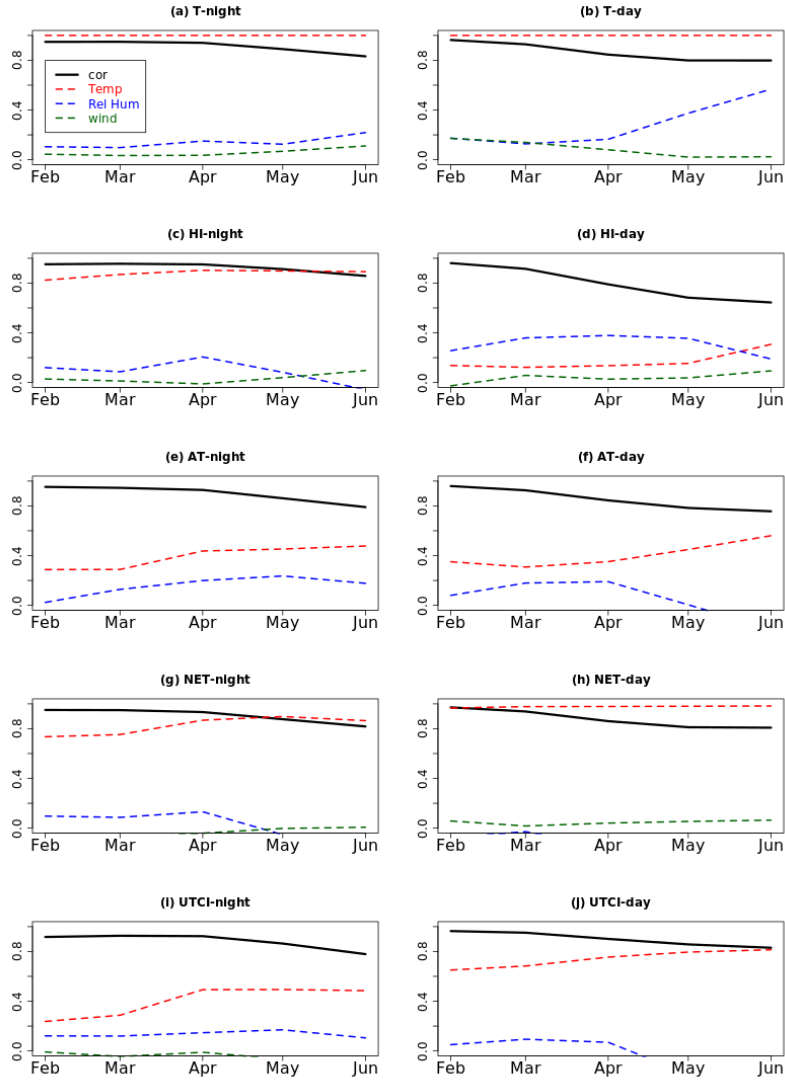 (a) T-night
(b) T-day
0.0 0.4 0.8
cor
Temp
Rel Hum
wind
0.0 0.4 0.8
Feb Mar Apr May Jun
Feb Mar Apr May Jun
(c) HI-night
(d) HI-day
0.0 0.4 0.8
0.0 0.4 0.8
Feb Mar Apr May Jun
Feb Mar Apr May Jun
(e) AT-night
(f) AT-day
0.0 0.4 0.8
0.0 0.4 0.8
Feb Mar Apr May Jun
Feb Mar Apr May Jun
(g) NET-night
(h) NET-day
0.0 0.4 0.8
0.0 0.4 0.8
Feb Mar Apr May Jun
Feb Mar Apr May Jun
(I) UTCI-night
(J) UTCI-day
0.0 0.4 0.8
0.0 0.4 0.8
Feb Mar Apr May Jun
Feb Mar Apr May Jun